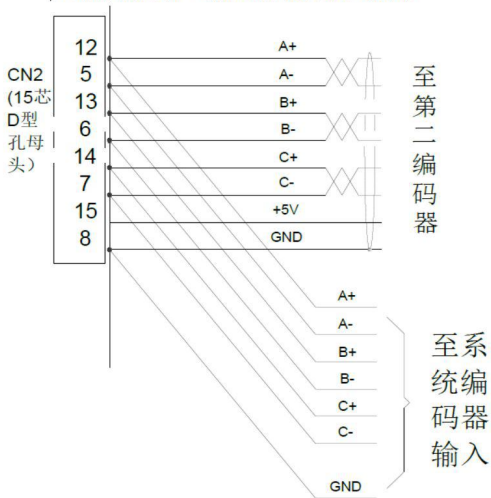 CN2
(15芯
D型
孔母
头）
12
5
13
6
14
7
15
8
A+
A-
B+
B-
C+
C-
+5V
GND
至
第
二
编
码
器
A+
A-
B+
B-
C+
C-
GND
至系
统编
码器
输入